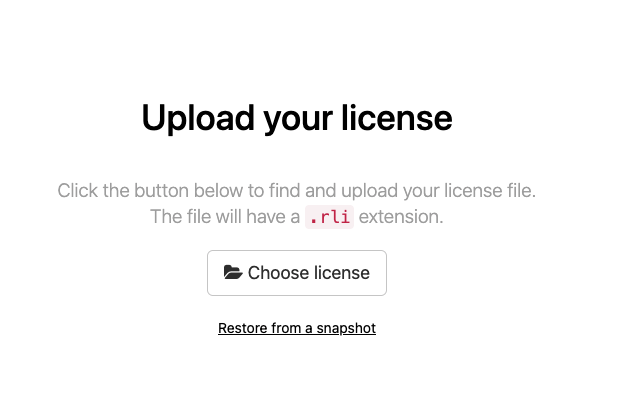 Upload your license
Click the button below to find and upload your license file.
The file will have a .rli extension.
Choose license
Restore from a snapshot